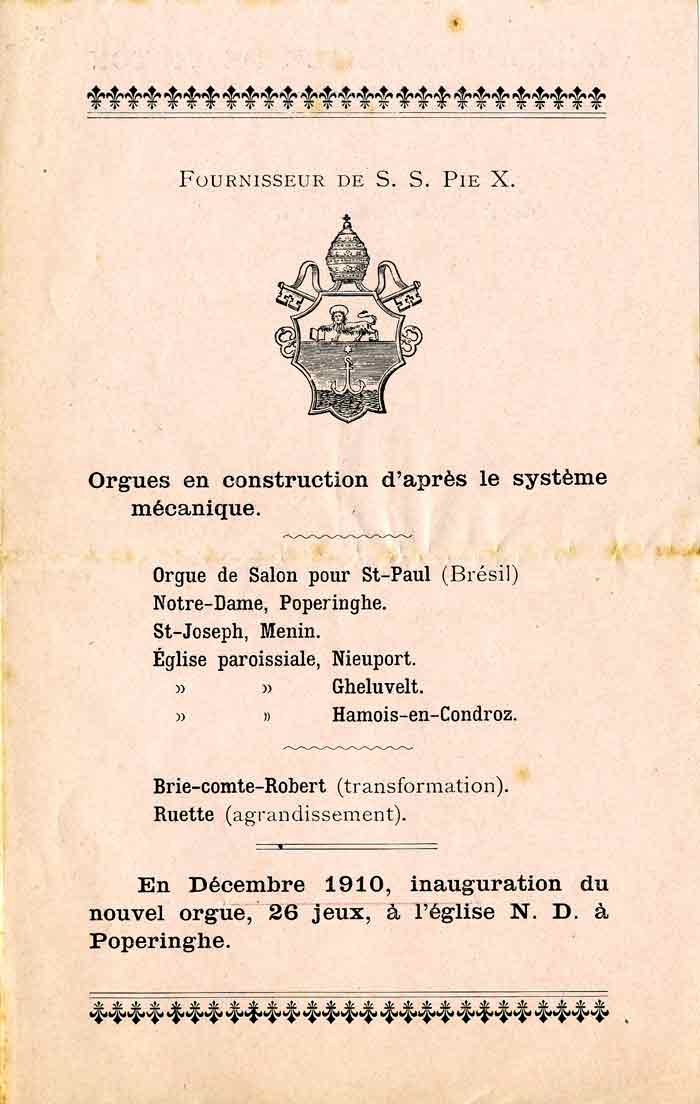 FOURNISSEUR DE S. S. PIE X.
Orgues en construction d'après le système
mécanique.
Orgue de Salon pour St-Paul (Brésil)
Notre-Dame, Poperinghe.
St-Joseph, Menin.
Église paroissiale, Nieuport.
» » Gheluvelt.
» » Hamois-en-Condroz.
Brie-comte-Robert (transformation).
Ruette (agrandissement).
En Décembre 1910, inauguration du
nouvel orgue, 26 jeux, à l'église N. D. à
Poperinghe.